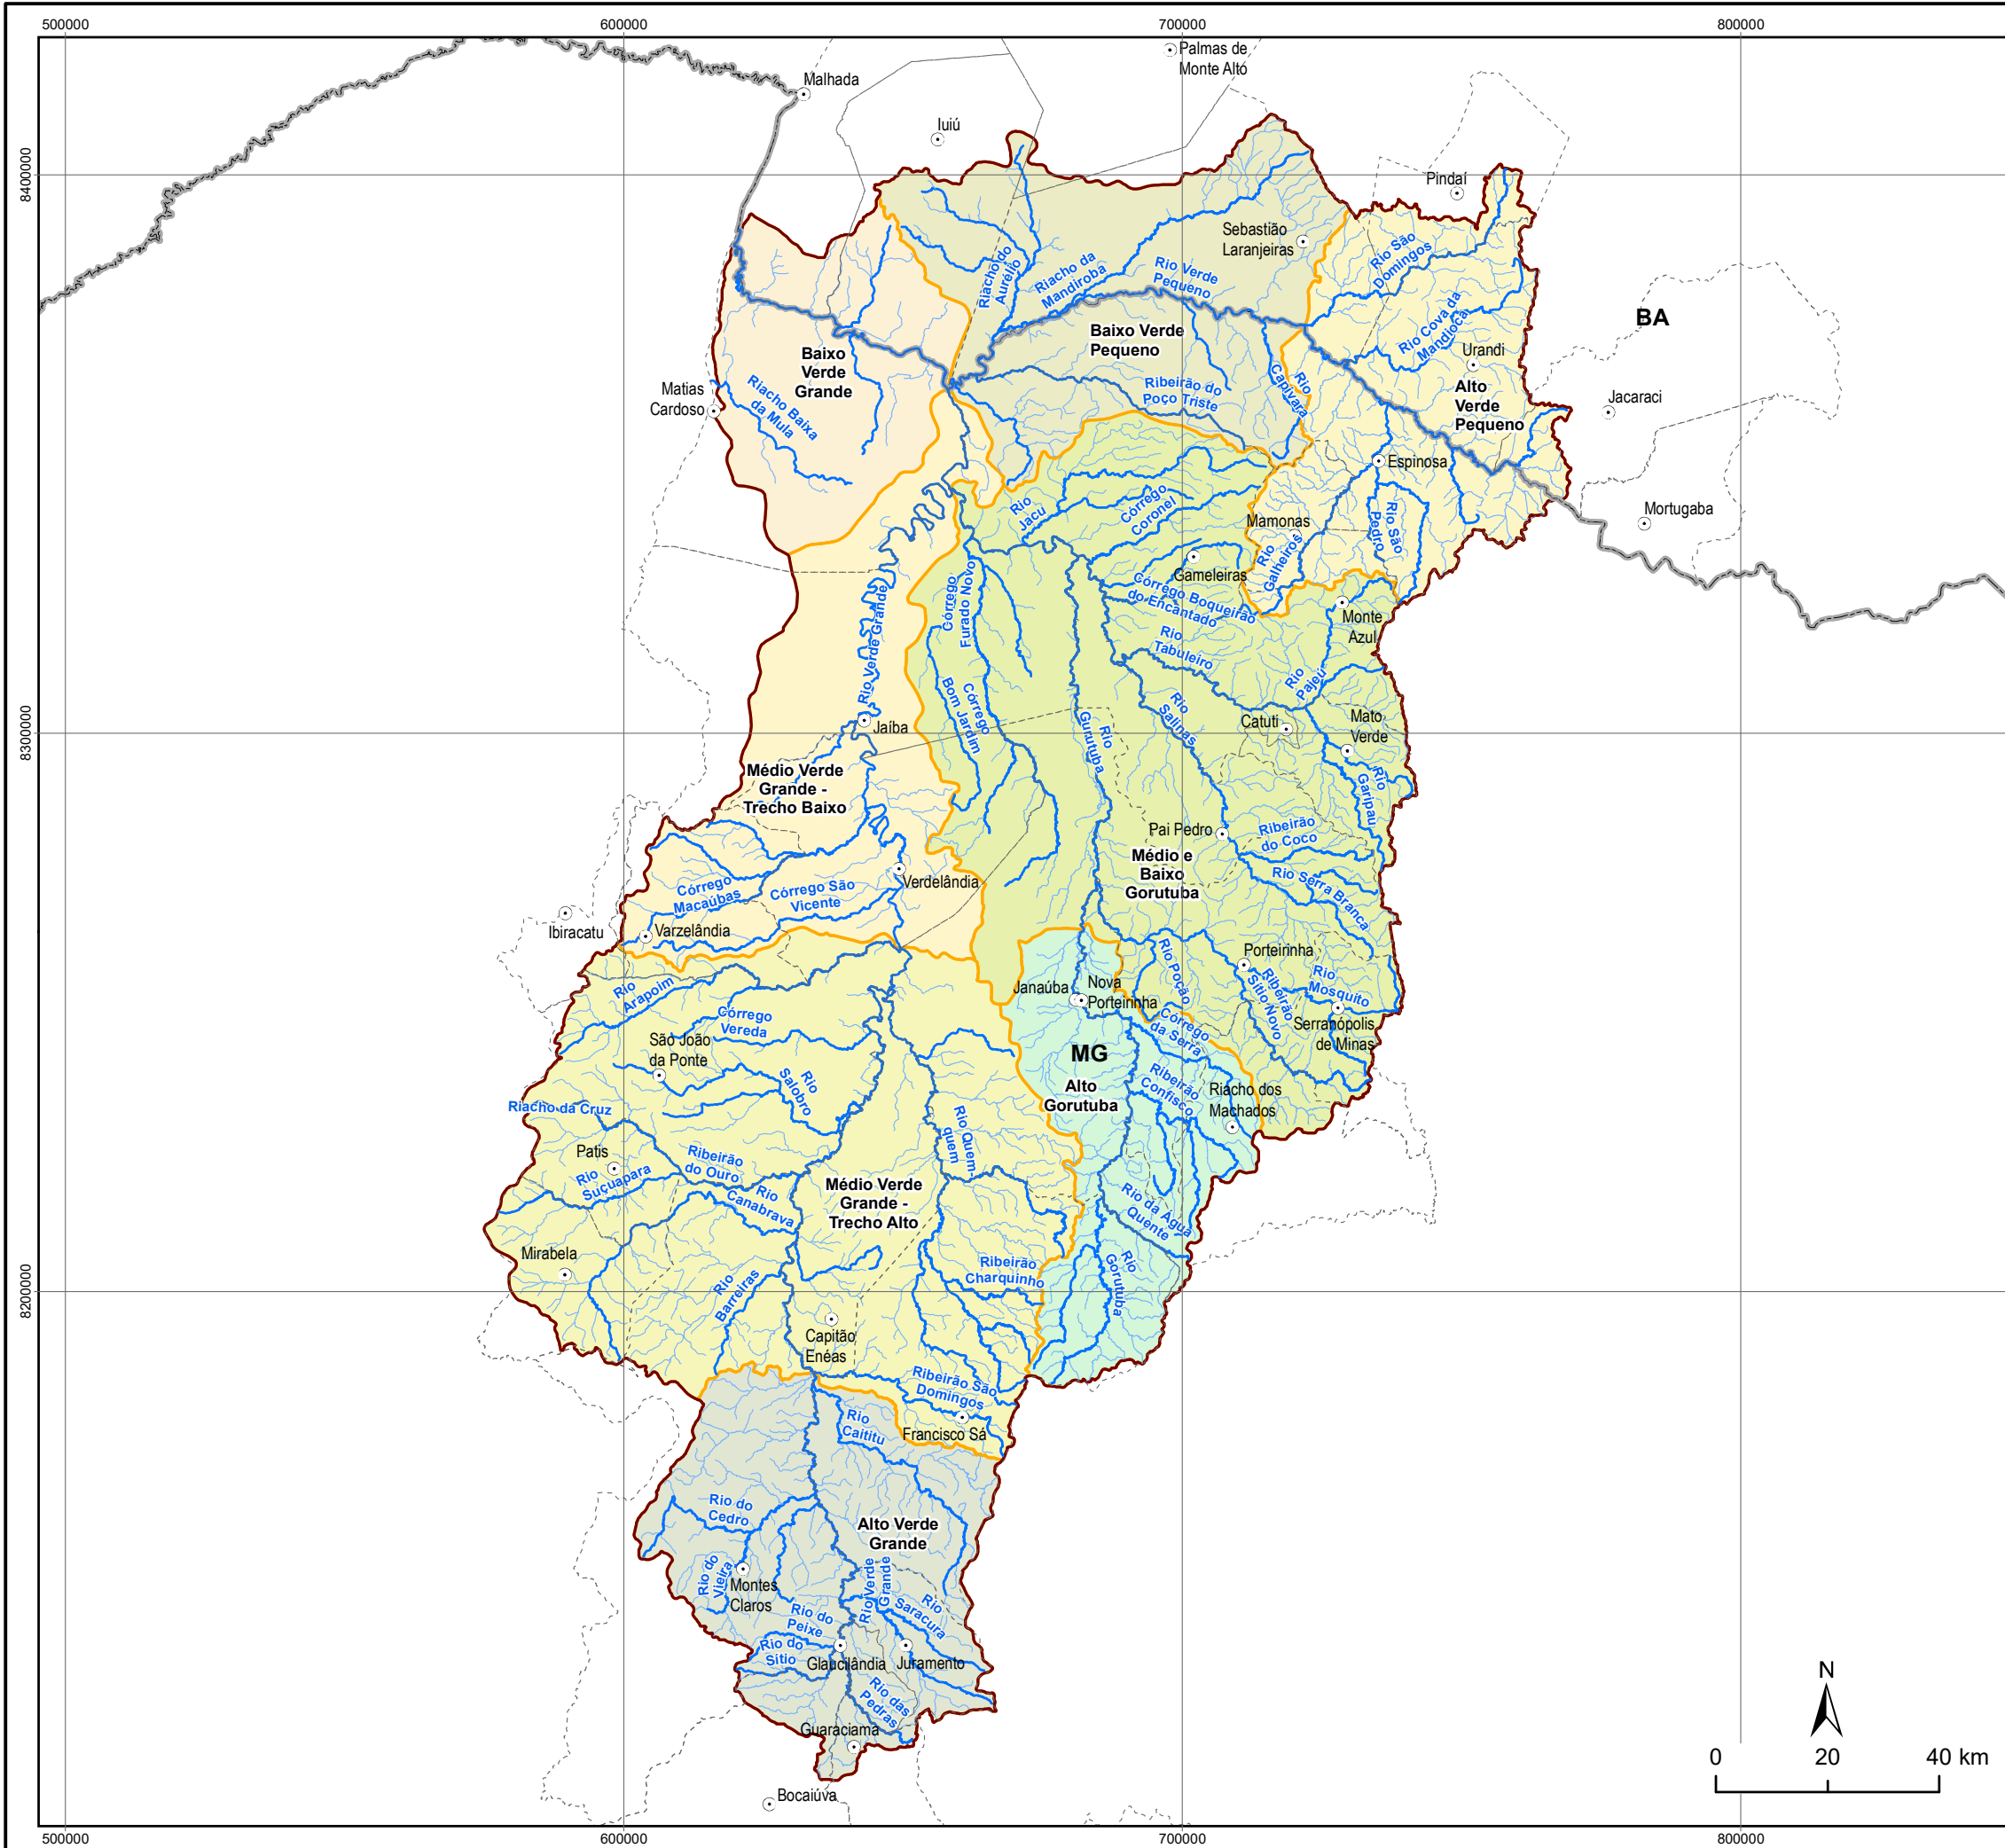 500000
600000
700000
800000
8400000
8300000
8200000
Palmas de
Monte Alto
Malhada
Iuiú
Pindaí
Sebastião
Laranjeiras
Rio São
Domingos
Riacho do
Aurélio
Riacho da
Mandiroba
Rio Verde
Pequeno
Rio Cova da
Mandioca
BA
Baixo Verde
Pequeno
Urandi
Baixo
Verde
Grande
Matias
Cardoso
Riacho Baixa
da Mula
Ribeirão do
Poço Triste
Rio
Capivara
Alto
Verde
Pequeno
Jacaraci
Espinosa
Mortugaba
Rio
Jacu
Córrego
Coronel
Mamonas
Rio São
Pedro
Rio
Galheiros
Gameleiras
Córrego Boqueirão
do Encantado
Monte
Azul
Córrego
Furado Novo
Rio Verde Grande
Rio
Tabuleiro
Rio
Pajeú
Córrego
Bom Jardim
Rio
Salinas
Rio
Gurutuba
Catuti
Mato
Verde
Jaíba
Médio Verde
Grande -
Trecho Baixo
Rio
Garipau
Pai Pedro
Ribeirão
do Coco
Médio e
Baixo
Gorutuba
Rio Serra Branca
Verdelândia
Córrego
Macaúbas
Córrego São
Vicente
Ibiracatu
Varzelândia
Porteirinha
Rio Poção
Ribeirão
Sítio Novo
Rio
Mosquito
Janaúba
Nova
Porteirinha
Serranópolis
de Minas
Rio
Arapoim
Córrego
Vereda
Córrego
da Serra
São João
da Ponte
MG
Alto
Gorutuba
Rio
Salobro
Ribeirão
Confisco
Riacho dos
Machados
Riacho da Cruz
Rio Quem-
quem
Patis
Rio
Suçuapara
Ribeirão
do Ouro
Rio
Canabrava
Médio Verde
Grande -
Trecho Alto
Rio da Água
Quente
Mirabela
Rio
Barreiras
Ribeirão
Charquinho
Rio
Gorutuba
Capitão
Enéas
Ribeirão São
Domingos
Francisco Sá
Rio
Caititu
Rio do
Cedro
Alto Verde
Grande
Rio do
Vieira
Montes
Claros
Rio Verde
Grande
Rio
Saracura
Rio do
Peixe
Rio do
Sitio
Glaucilândia
Juramento
Rio das
Pedras
Guaraciama
Bocaiúva
N
0
20
40 km
500000
600000
700000
800000